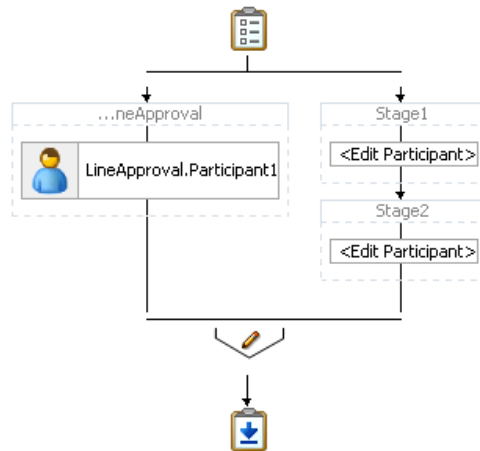 ...neApproval
LineApproval.Participant1
Stage1
<Edit Participant>
Stage2
<Edit Participant>